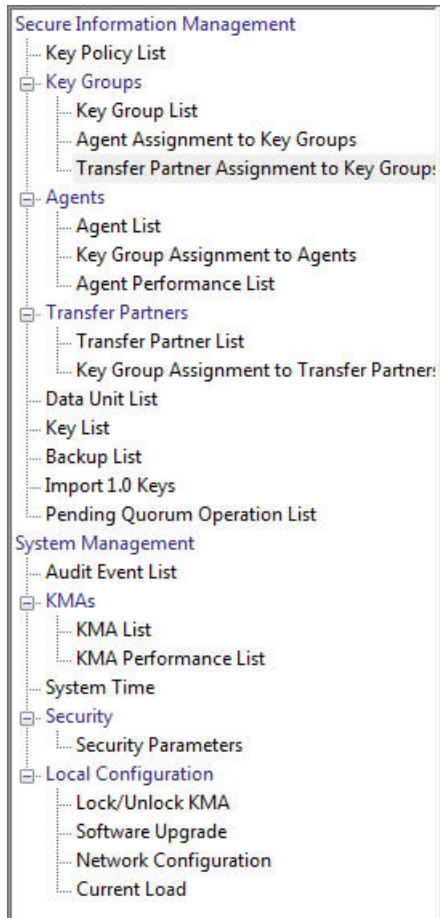 Secure Information Management
Key Policy List
Key Groups
Key Group List
Agent Assignment to Key Groups
Transfer Partner Assignment to Key Groups
Agents
Agent List
Key Group Assignment to Agents
Agent Performance List
Transfer Partners
Transfer Partner List
Key Group Assignment to Transfer Partners
Data Unit List
Key List
Backup List
Import 1.0 Keys
Pending Quorum Operation List
System Management
Audit Event List
KMAs
KMA List
KMA Performance List
System Time
Security
Security Parameters
Local Configuration
Lock/Unlock KMA
Software Upgrade
Network Configuration
Current Load